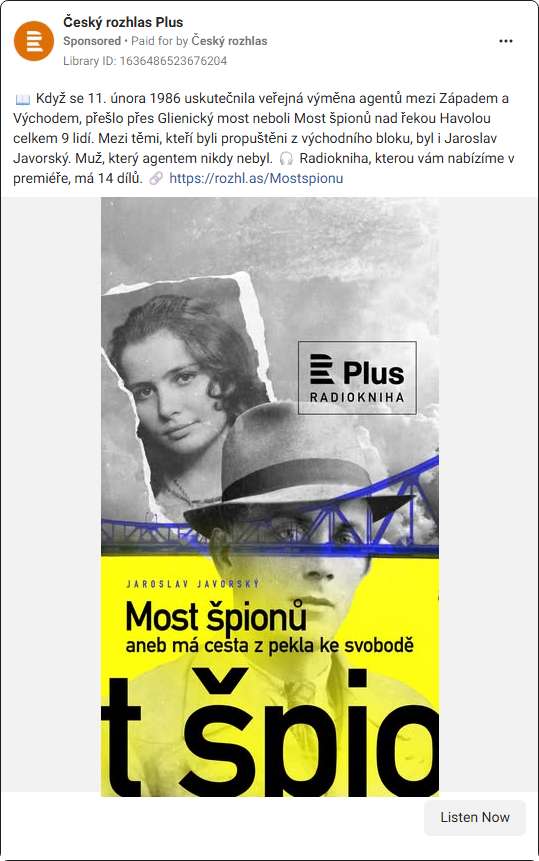 Český rozhlas Plus
Sponsored • Paid for by Český rozhlas
Library ID: 1636486523676204
📖 Když se 11. února 1986 uskutečnila veřejná výměna agentů mezi Západem a
Východem, přešlo přes Glienický most neboli Most špionů nad řekou Havolou
celkem 9 lidí. Mezi těmi, kteří byli propuštěni z východního bloku, byl i Jaroslav
Javorský. Muž, který agentem nikdy nebyl. 🎧 Radiokniha, kterou vám nabízíme v
premiéře, má 14 dílů. 🔗 https://rozhl.as/Mostspionu
Plus
RADIOKNIHA
JAROSLAV JAVORSKÝ
Most špionů
aneb má cesta z pekla ke svobodě
t špio
Listen Now